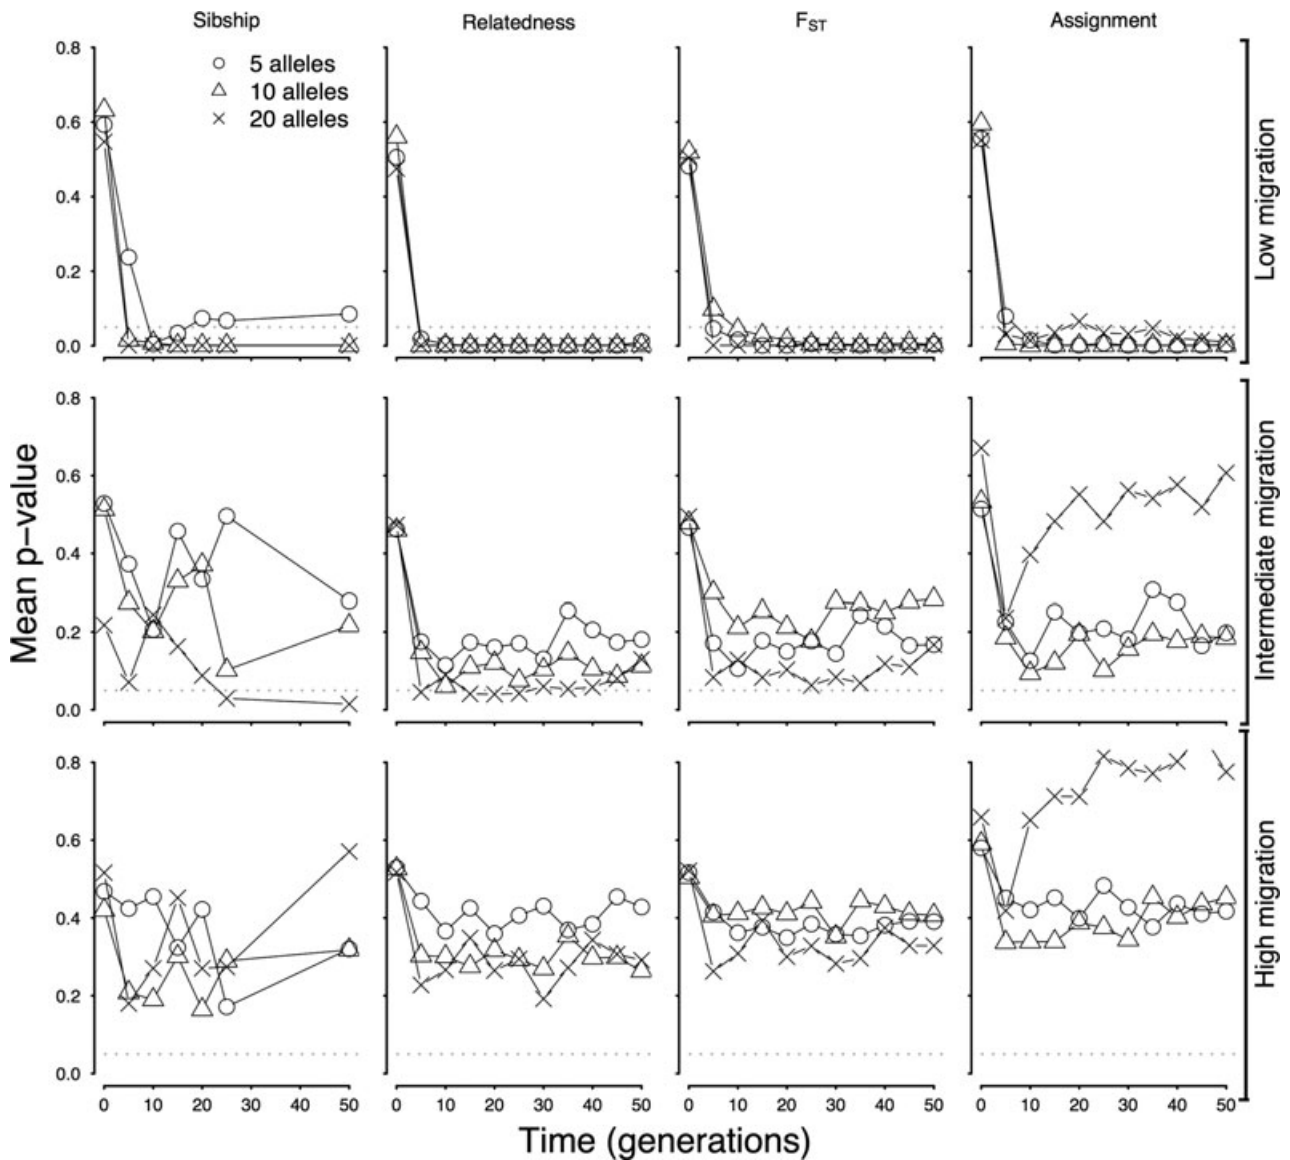 Sibship Relatedness FST Assignment
0.8
0.6
0.4
0.2
0.0
5 alleles
10 alleles
20 alleles
Low migration
0.8
0.6
0.4
0.2
0.0
Mean p−value
Intermediate migration
0.8
0.6
0.4
0.2
0.0
High migration
0 10 20 30 40 50 0 10 20 30 40 50 0 10 20 30 40 50 0 10 20 30 40 50
Time (generations)